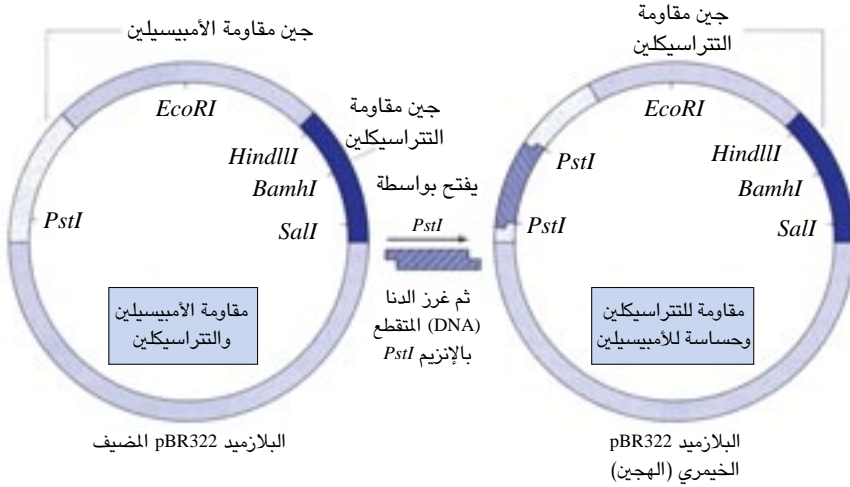 جين مقاومة الأمبيسيلين
EcoRI
جين مقاومة
التتراسيكلين
HindllI
BamhI
SalI
PstI
مقاومة الأمبيسيلين
والتتراسيكلين
البلازميد pBR322 المضيف
يفتح بواسطة
PstI
ثم غرز الدنا
(DNA) المتقطع
بالإنزيم PstI
جين مقاومة
التتراسيكلين
EcoRI
HindllI
BamhI
SalI
PstI
PstI
مقاومة للتتراسيكلين
وحساسة للأمبيسيلين
البلازميد pBR322
الخيمري (الهجين)